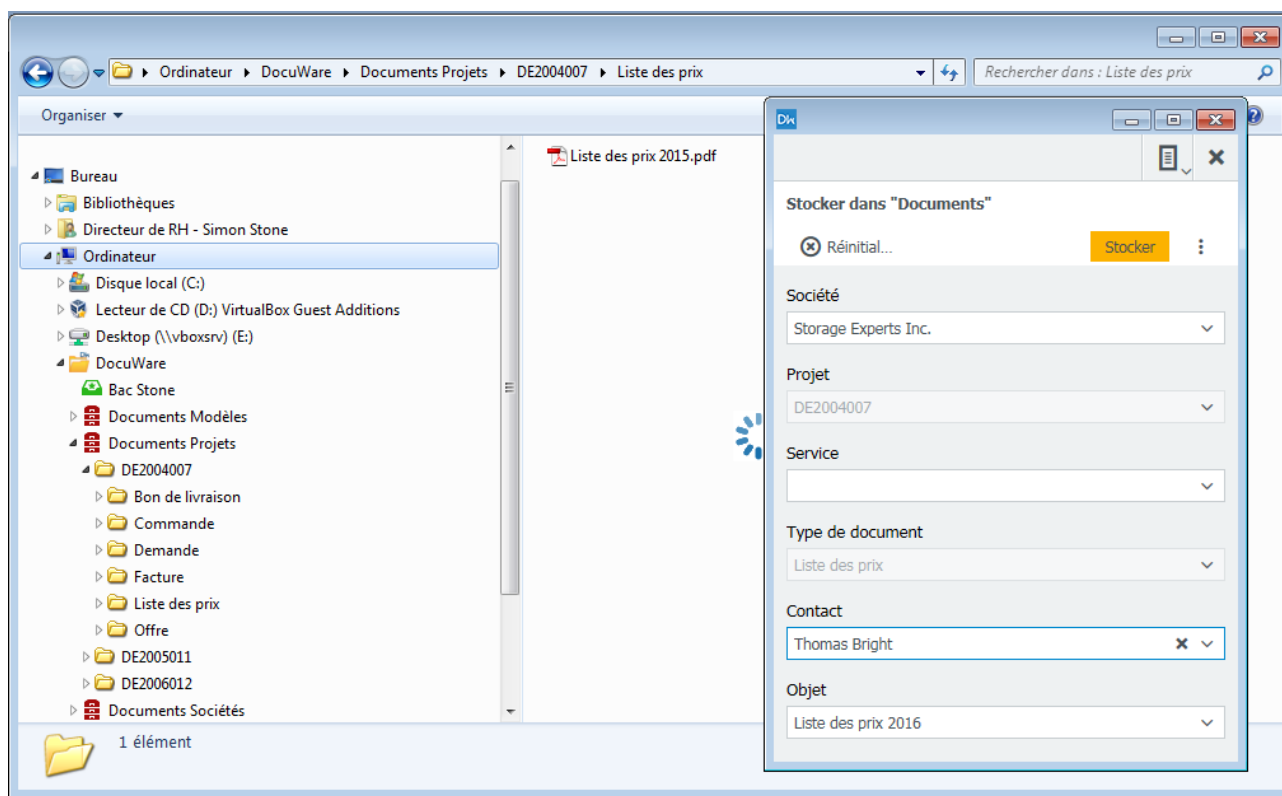 Ordinateur DocuWare Documents Projets DE2004007 Liste des prix
Rechercher dans : Liste des prix
Organiser
Bureau
Bibliothèques
Directeur de RH - Simon Stone
Ordinateur
Disque local (C:)
Lecteur de CD (D:) VirtualBox Guest Additions
Desktop (\\vboxsrv) (E:)
DocuWare
Bac Stone
Documents Modèles
Documents Projets
DE2004007
Bon de livraison
Commande
Demande
Facture
Liste des prix
Offre
DE2005011
DE2006012
Documents Sociétés
Liste des prix 2015.pdf
1 élément
DW
Stocker dans "Documents"
Réinitial... Stocker
Société
Storage Experts Inc.
Projet
DE2004007
Service
Type de document
Liste des prix
Contact
Thomas Bright
Objet
Liste des prix 2016